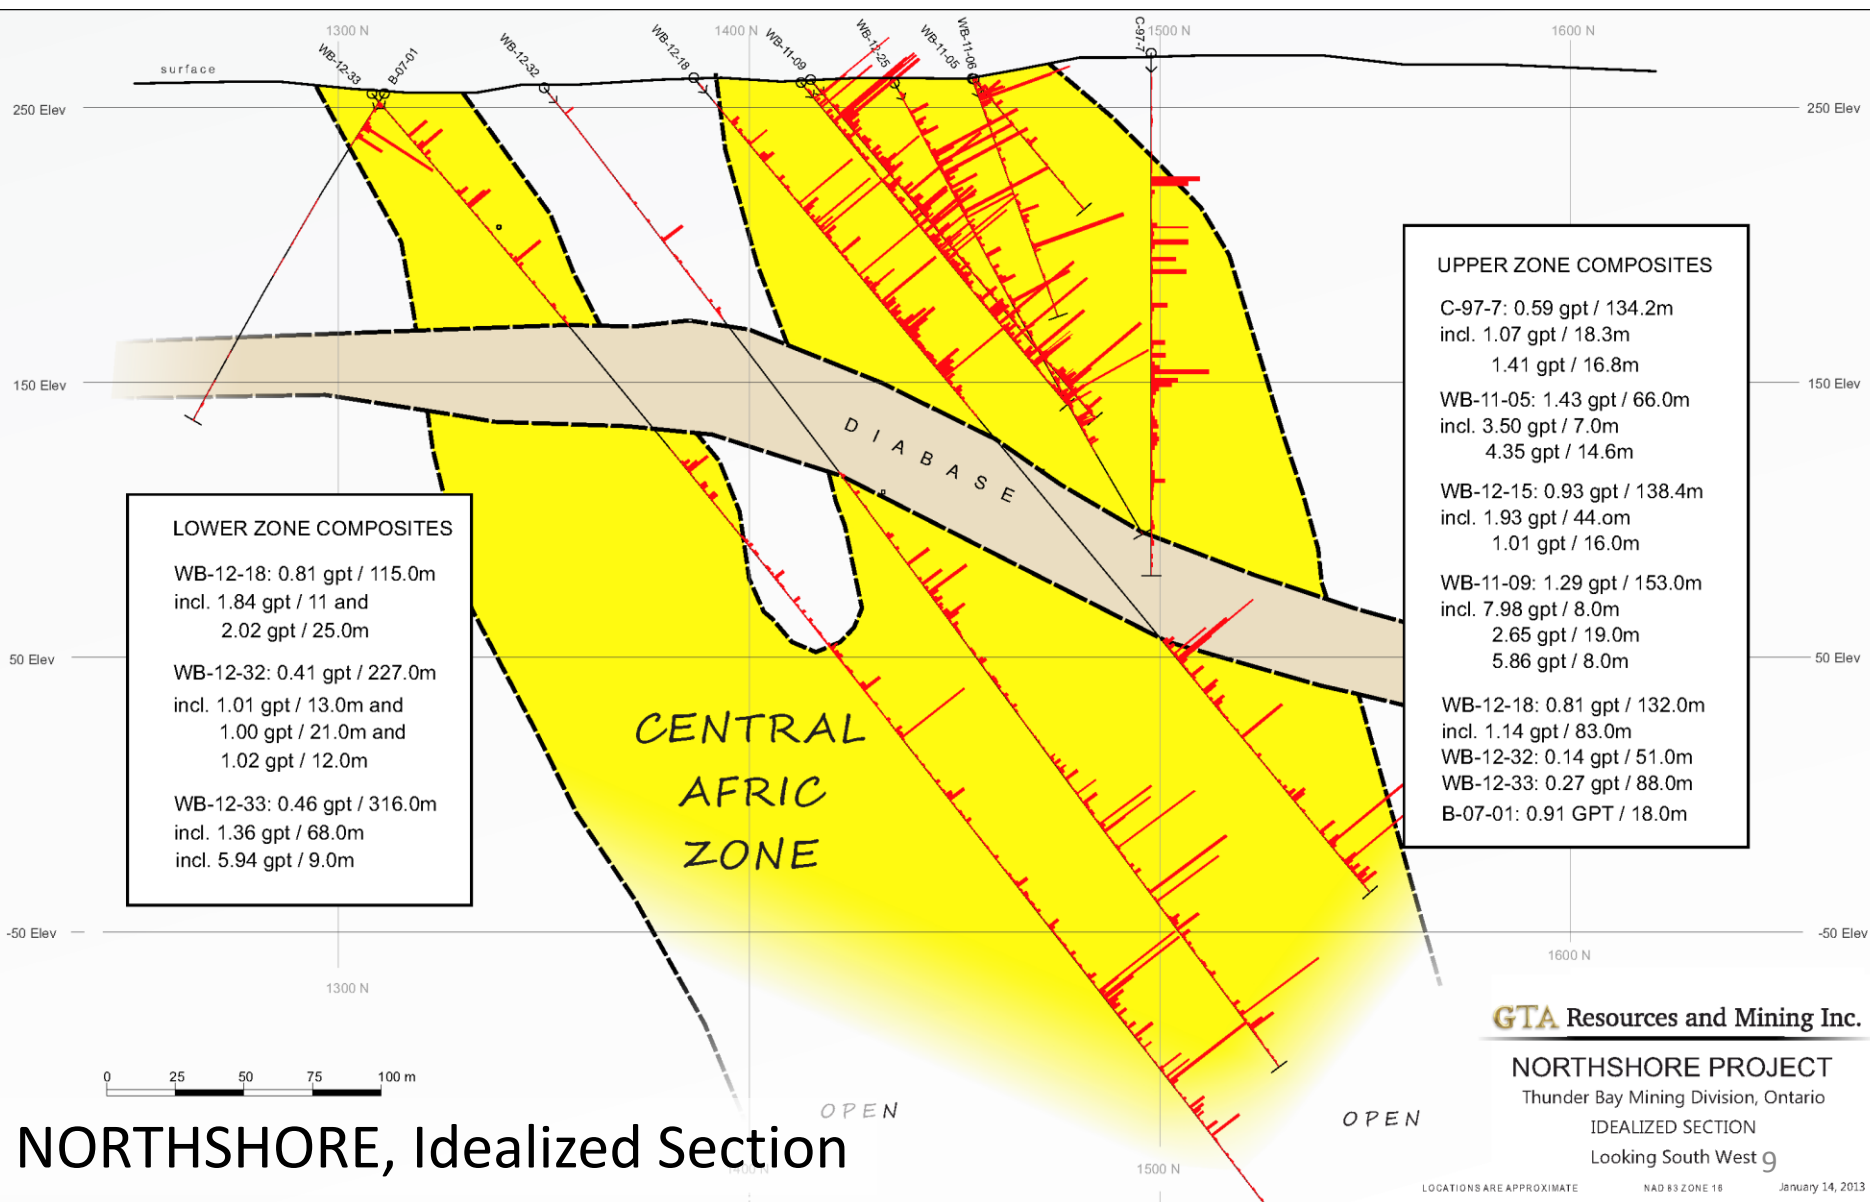 1300 N
1400 N
1500 N
1600 N
WB-12-33
B-07-01
WB-12-32
WB-12-18
WB-11-09
WB-12-25
WB-11-05
WB-11-06
C-97-7
surface
250 Elev
250 Elev
150 Elev
150 Elev
50 Elev
50 Elev
-50 Elev
-50 Elev
DIABASE
UPPER ZONE COMPOSITES
C-97-7: 0.59 gpt / 134.2m
incl. 1.07 gpt / 18.3m
1.41 gpt / 16.8m
WB-11-05: 1.43 gpt / 66.0m
incl. 3.50 gpt / 7.0m
4.35 gpt / 14.6m
WB-12-15: 0.93 gpt / 138.4m
incl. 1.93 gpt / 44.om
1.01 gpt / 16.0m
WB-11-09: 1.29 gpt / 153.0m
incl. 7.98 gpt / 8.0m
2.65 gpt / 19.0m
5.86 gpt / 8.0m
WB-12-18: 0.81 gpt / 132.0m
incl. 1.14 gpt / 83.0m
WB-12-32: 0.14 gpt / 51.0m
WB-12-33: 0.27 gpt / 88.0m
B-07-01: 0.91 GPT / 18.0m
LOWER ZONE COMPOSITES
WB-12-18: 0.81 gpt / 115.0m
incl. 1.84 gpt / 11 and
2.02 gpt / 25.0m
WB-12-32: 0.41 gpt / 227.0m
incl. 1.01 gpt / 13.0m and
1.00 gpt / 21.0m and
1.02 gpt / 12.0m
WB-12-33: 0.46 gpt / 316.0m
incl. 1.36 gpt / 68.0m
incl. 5.94 gpt / 9.0m
CENTRAL
AFRIC
ZONE
1300 N
1600 N
0 25 50 75 100 m
OPEN
OPEN
NORTHSHORE, Idealized Section
1400 N
1500 N
GTA Resources and Mining Inc.
NORTHSHORE PROJECT
Thunder Bay Mining Division, Ontario
IDEALIZED SECTION
Looking South West 9
LOCATIONS ARE APPROXIMATE NAD 83 ZONE 16 January 14, 2013